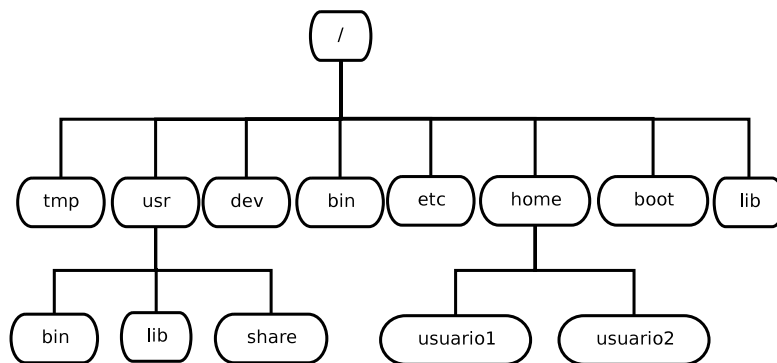 /
tmp usr dev bin etc home boot lib
bin lib share usuario1 usuario2